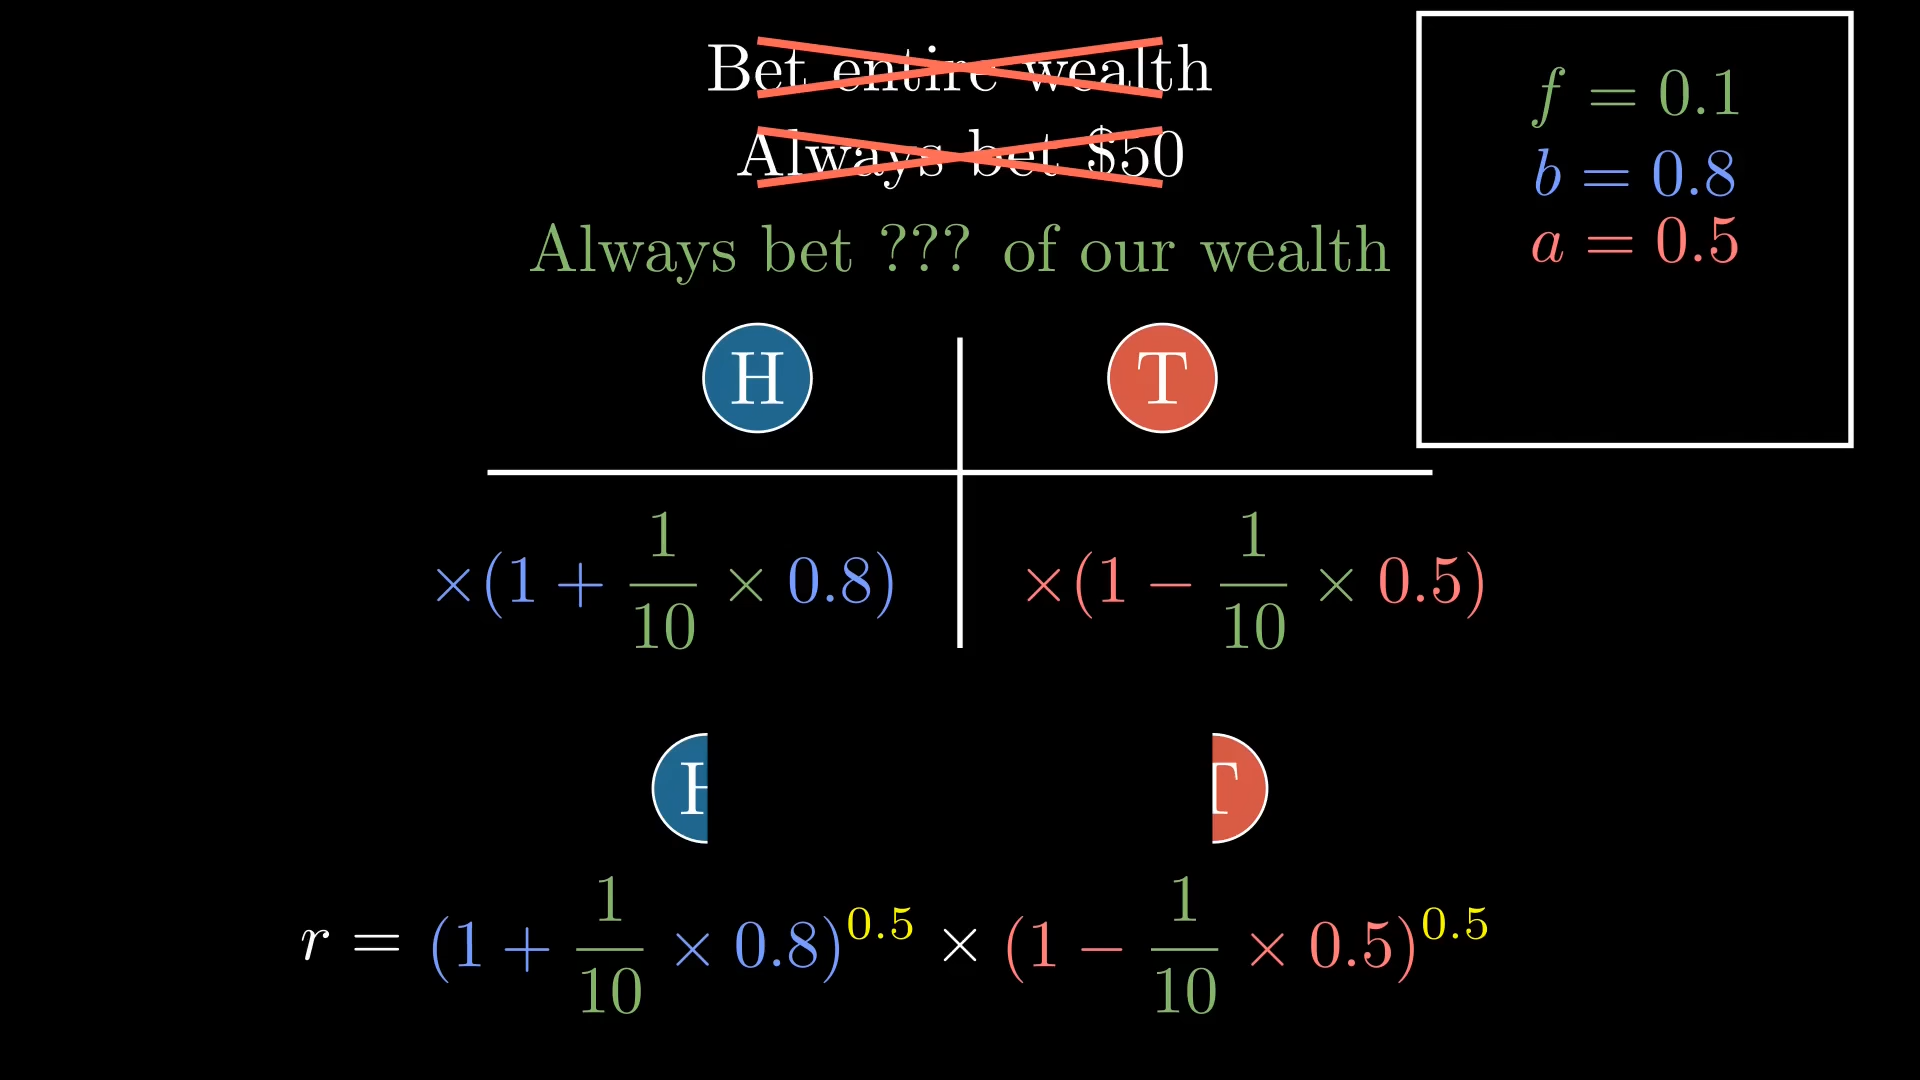 Bet entire wealth
Always bet $50
Always bet ??? of our wealth
f = 0.1
b = 0.8
a = 0.5
H T
×(1 + 1/10 × 0.8) ×(1 − 1/10 × 0.5)
H T
r = (1 + 1/10 × 0.8)^0.5 × (1 − 1/10 × 0.5)^0.5